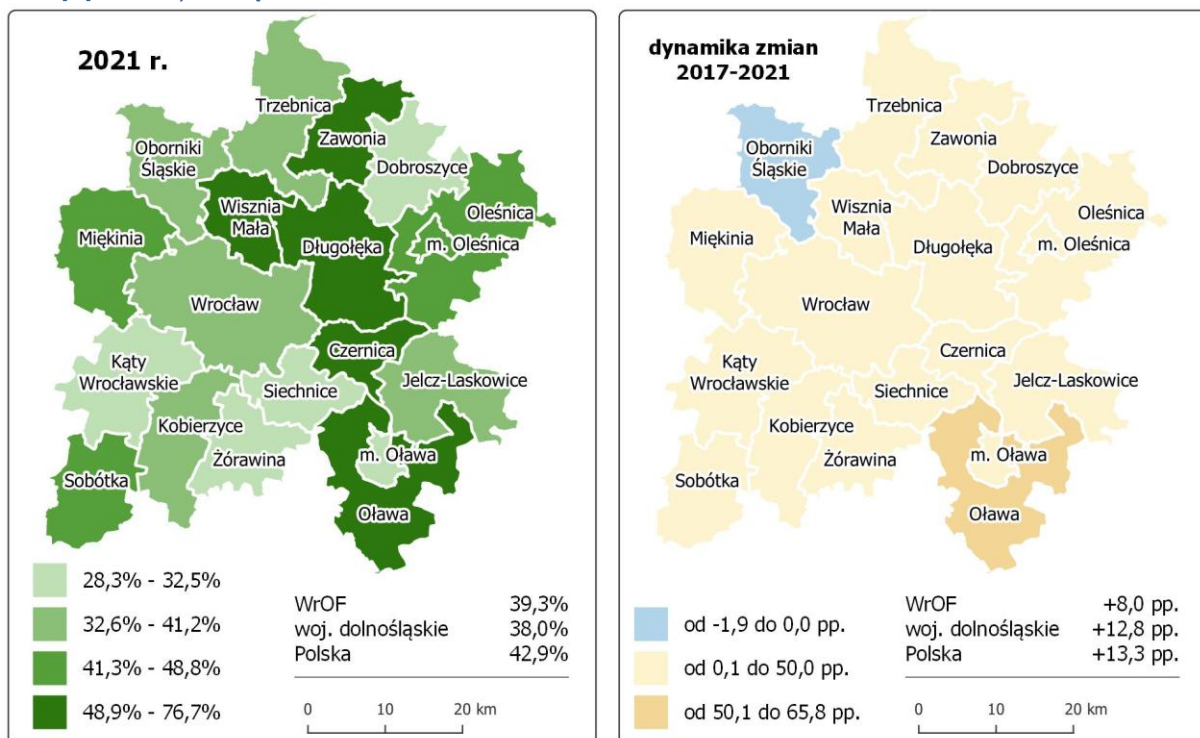 2021 r.
Trzebnica
Zawonia
Oborniki
Śląskie
Dobroszyce
Wisznia
Mała
Oleśnica
Miękinia
Długołęka
m. Oleśnica
Wrocław
Czernica
Kąty
Wrocławskie
Siechnice
Jelcz-Laskowice
Kobierzyce
Żórawina
m. Oława
Sobótka
Oława
28,3% - 32,5%
32,6% - 41,2%
41,3% - 48,8%
48,9% - 76,7%
WrOF 39,3%
woj. dolnośląskie 38,0%
Polska 42,9%
0 10 20 km
dynamika zmian
2017-2021
Trzebnica
Zawonia
Oborniki
Śląskie
Dobroszyce
Wisznia
Mała
Oleśnica
Miękinia
Długołęka
m. Oleśnica
Wrocław
Czernica
Kąty
Wrocławskie
Siechnice
Jelcz-Laskowice
Kobierzyce
Żórawina
m. Oława
Sobótka
Oława
od -1,9 do 0,0 pp.
od 0,1 do 50,0 pp.
od 50,1 do 65,8 pp.
WrOF +8,0 pp.
woj. dolnośląskie +12,8 pp.
Polska +13,3 pp.
0 10 20 km